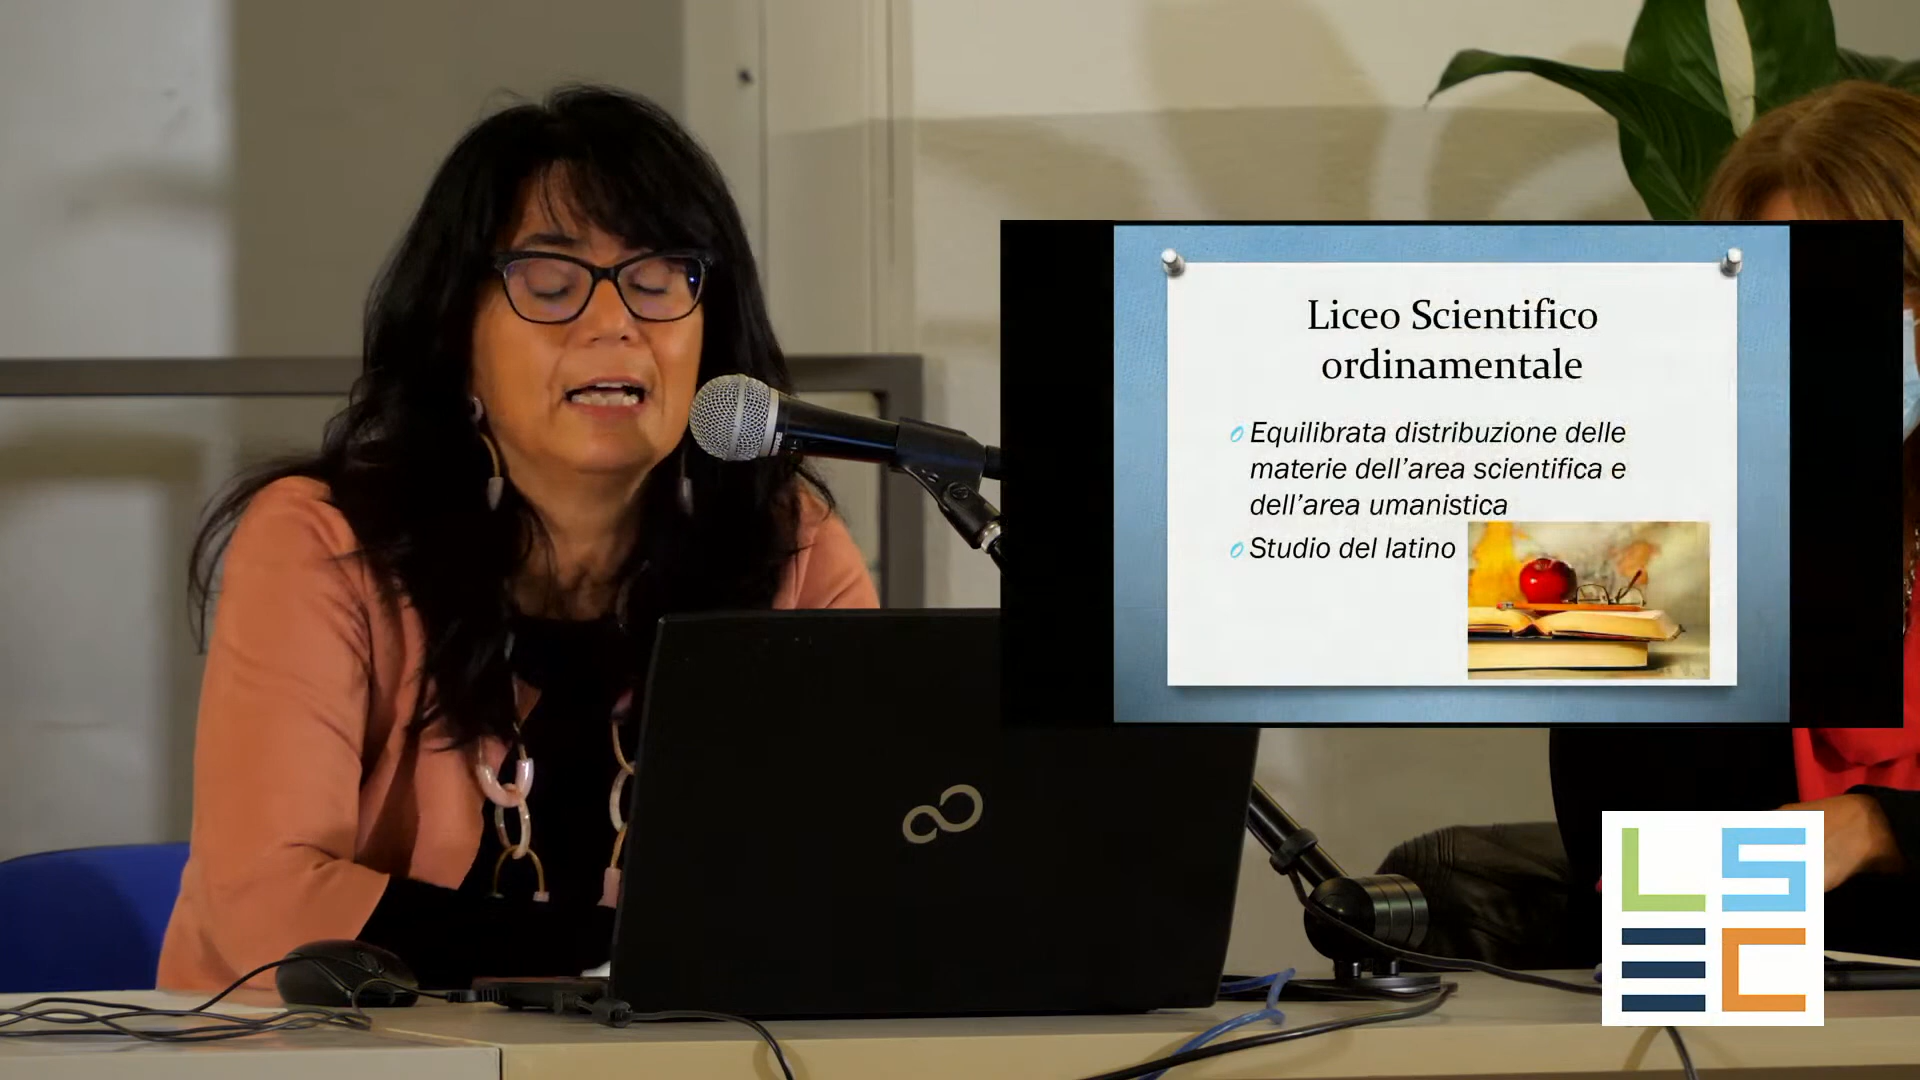 Liceo Scientifico
ordinamentale
Equilibrata distribuzione delle
materie dell'area scientifica e
dell'area umanistica
Studio del latino
LS
EC